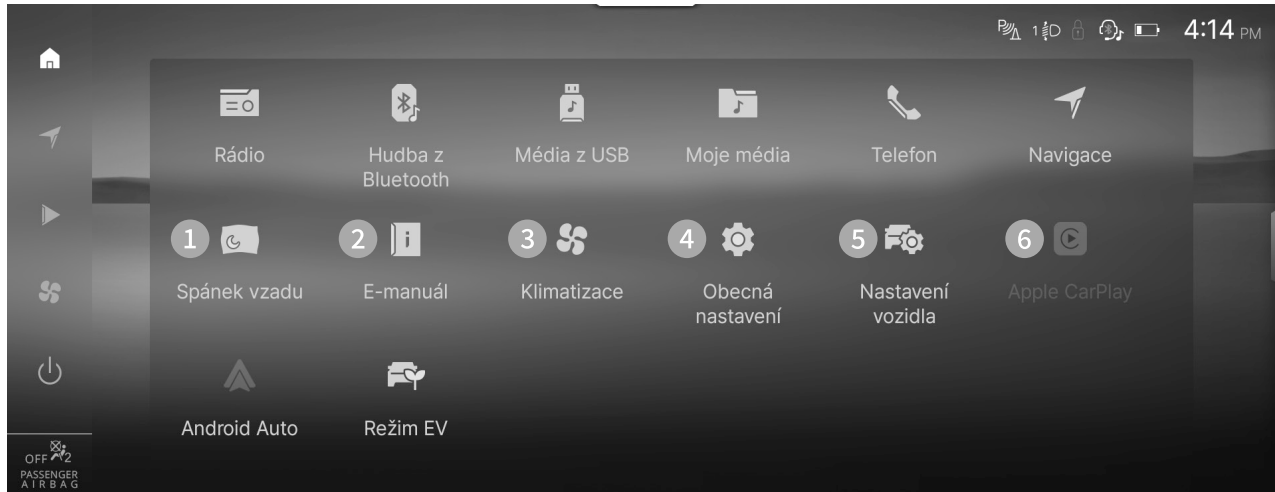 4:14 PM
Rádio
Hudba z
Bluetooth
Média z USB
Moje média
Telefon
Navigace
1
2
3
4
5
6
Spánek vzadu
E-manuál
Klimatizace
Obecná
nastavení
Nastavení
vozidla
Apple CarPlay
Android Auto
Režim EV
OFF 2
PASSENGER
AIRBAG